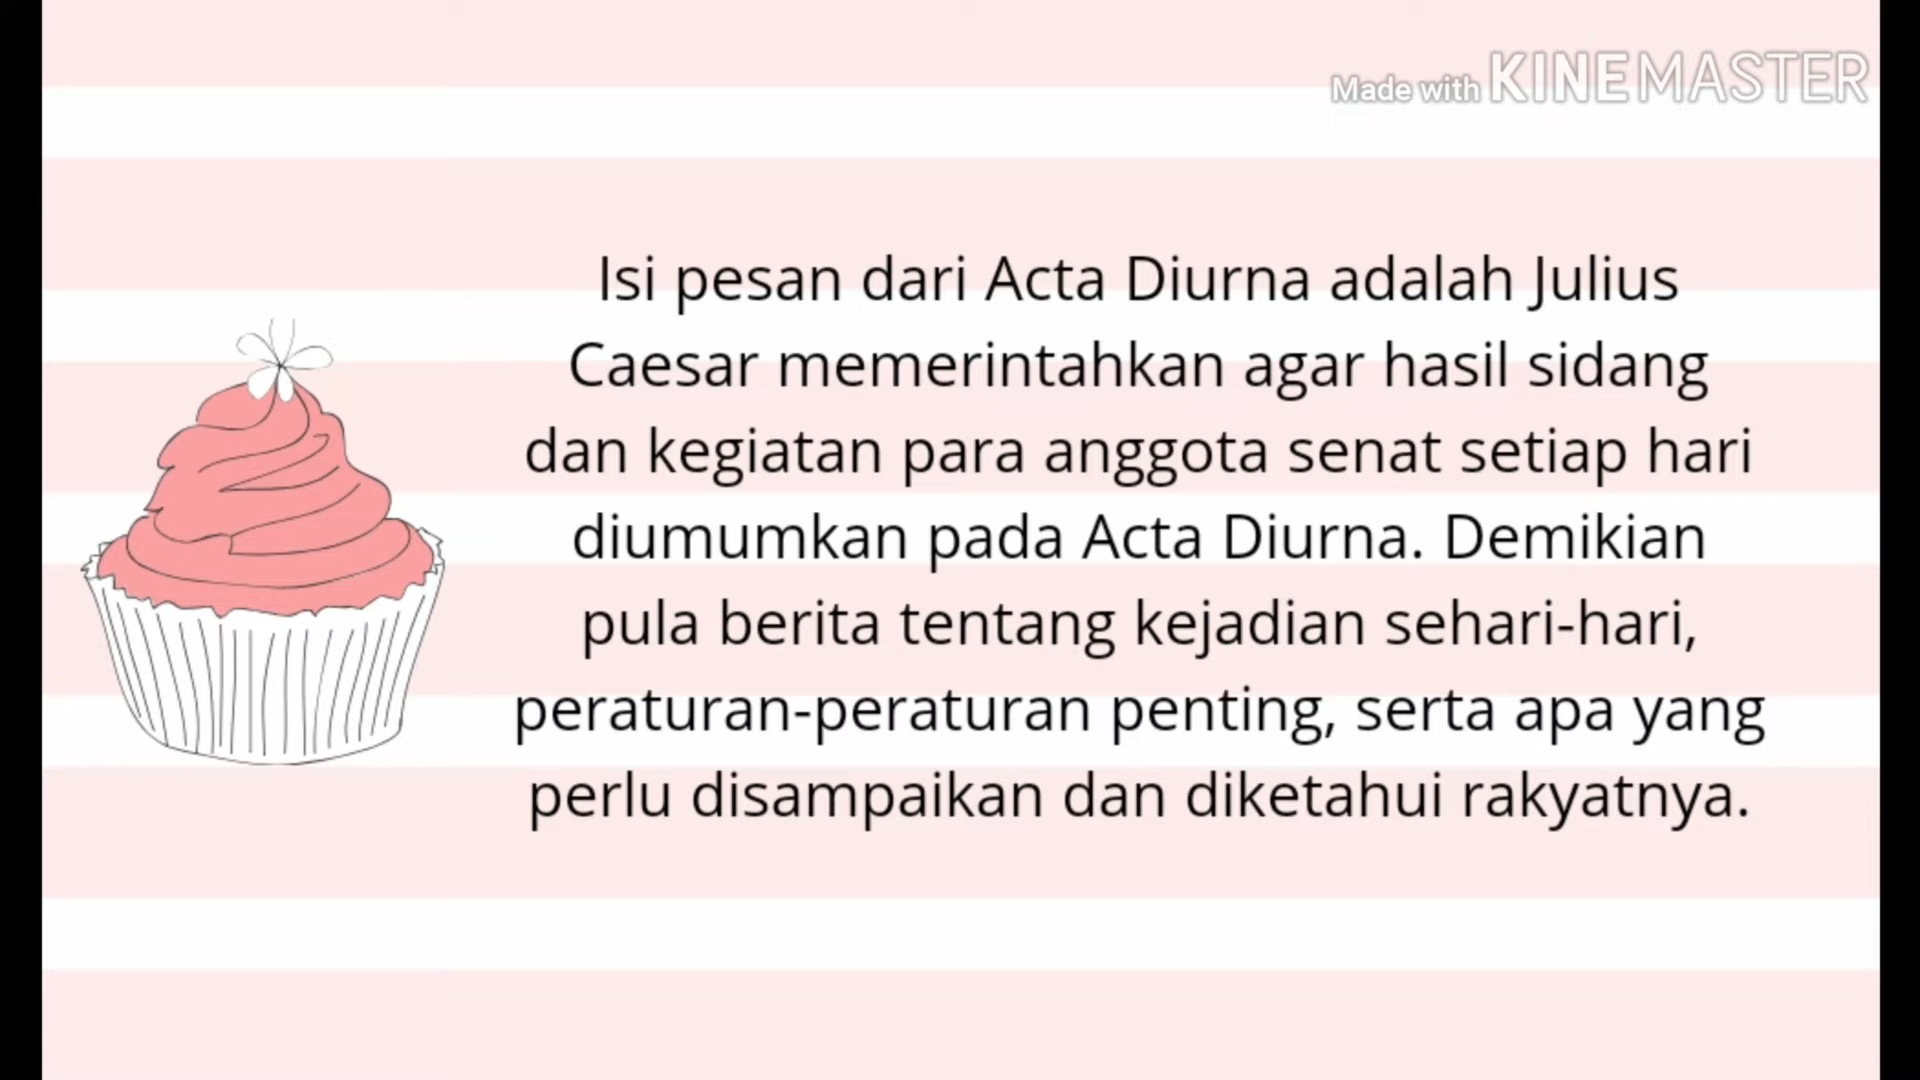 Made with KINEMASTER
Isi pesan dari Acta Diurna adalah Julius
Caesar memerintahkan agar hasil sidang
dan kegiatan para anggota senat setiap hari
diumumkan pada Acta Diurna. Demikian
pula berita tentang kejadian sehari-hari,
peraturan-peraturan penting, serta apa yang
perlu disampaikan dan diketahui rakyatnya.